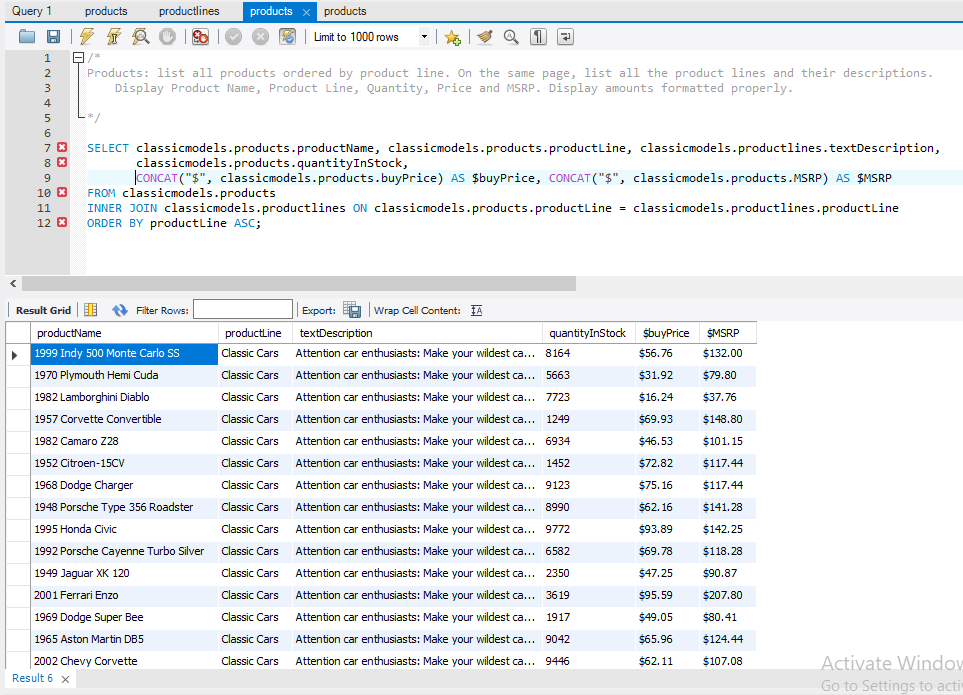 Query 1 products productlines products × products
Limit to 1000 rows
1 /*
2 Products: list all products ordered by product line. On the same page, list all the product lines and their descriptions.
3 Display Product Name, Product Line, Quantity, Price and MSRP. Display amounts formatted properly.
4
5 */
6
7 SELECT classicmodels.products.productName, classicmodels.products.productLine, classicmodels.productlines.textDescription,
8 classicmodels.products.quantityInStock,
9 CONCAT("$", classicmodels.products.buyPrice) AS $buyPrice, CONCAT("$", classicmodels.products.MSRP) AS $MSRP
10 FROM classicmodels.products
11 INNER JOIN classicmodels.productlines ON classicmodels.products.productLine = classicmodels.productlines.productLine
12 ORDER BY productLine ASC;
Result Grid Filter Rows: Export: Wrap Cell Content: IA
productName productLine textDescription quantityInStock $buyPrice $MSRP
1999 Indy 500 Monte Carlo SS Classic Cars Attention car enthusiasts: Make your wildest ca... 8164 $56.76 $132.00
1970 Plymouth Hemi Cuda Classic Cars Attention car enthusiasts: Make your wildest ca... 5663 $31.92 $79.80
1982 Lamborghini Diablo Classic Cars Attention car enthusiasts: Make your wildest ca... 7723 $16.24 $37.76
1957 Corvette Convertible Classic Cars Attention car enthusiasts: Make your wildest ca... 1249 $69.93 $148.80
1982 Camaro Z28 Classic Cars Attention car enthusiasts: Make your wildest ca... 6934 $46.53 $101.15
1952 Citroen-15CV Classic Cars Attention car enthusiasts: Make your wildest ca... 1452 $72.82 $117.44
1968 Dodge Charger Classic Cars Attention car enthusiasts: Make your wildest ca... 9123 $75.16 $117.44
1948 Porsche Type 356 Roadster Classic Cars Attention car enthusiasts: Make your wildest ca... 8990 $62.16 $141.28
1995 Honda Civic Classic Cars Attention car enthusiasts: Make your wildest ca... 9772 $93.89 $142.25
1992 Porsche Cayenne Turbo Silver Classic Cars Attention car enthusiasts: Make your wildest ca... 6582 $69.78 $118.28
1949 Jaguar XK 120 Classic Cars Attention car enthusiasts: Make your wildest ca... 2350 $47.25 $90.87
2001 Ferrari Enzo Classic Cars Attention car enthusiasts: Make your wildest ca... 3619 $95.59 $207.80
1969 Dodge Super Bee Classic Cars Attention car enthusiasts: Make your wildest ca... 1917 $49.05 $80.41
1965 Aston Martin DB5 Classic Cars Attention car enthusiasts: Make your wildest ca... 9042 $65.96 $124.44
2002 Chevy Corvette Classic Cars Attention car enthusiasts: Make your wildest ca... 9446 $62.11 $107.08
Activate Window
Result 6 ×
Go to Settings to activ